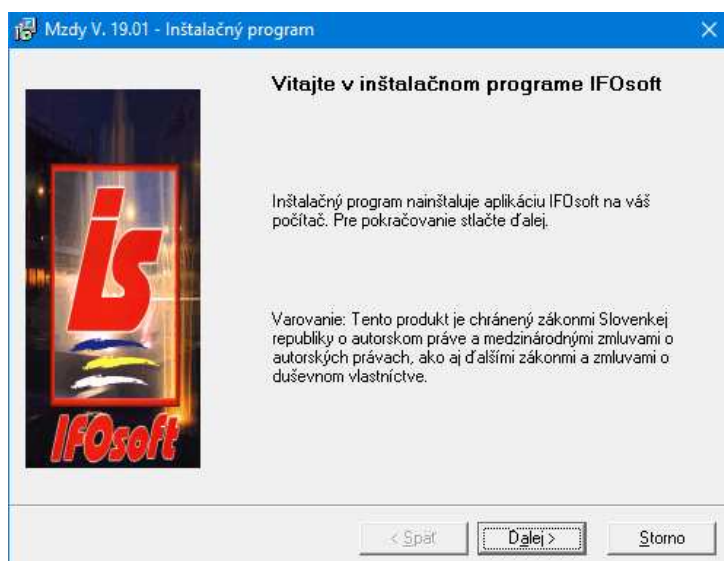 Mzdy V. 19.01 - Inštalačný program
Vitajte v inštalačnom programe IFOsoft
Inštalačný program nainštaluje aplikáciu IFOsoft na váš
počítač. Pre pokračovanie stlačte ďalej.
Varovanie: Tento produkt je chránený zákonmi Slovenkej
republiky o autorskom práve a medzinárodnými zmluvami o
autorských právach, ako aj ďalšími zákonmi a zmluvami o
duševnom vlastníctve.
is
IFOsoft
< Späť
Ďalej >
Storno